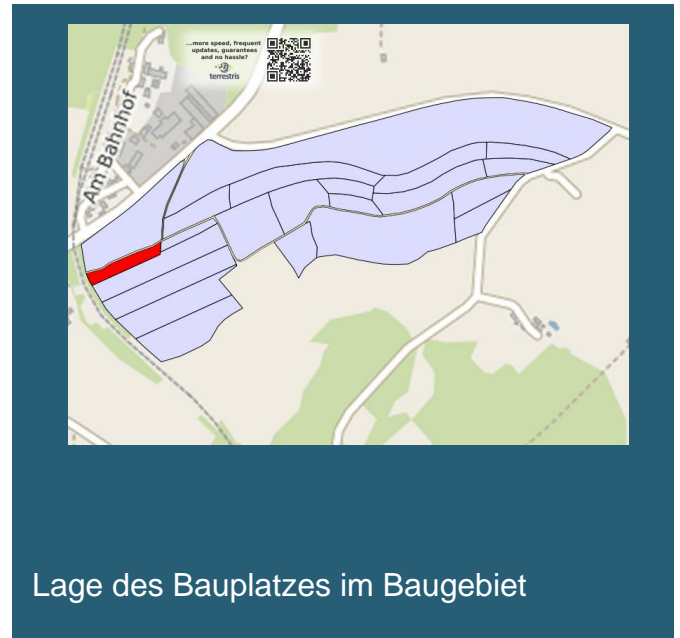 ...more speed, frequent
updates, guarantees
and no hassle?
terrestris
Am Bahnhof
Lage des Bauplatzes im Baugebiet